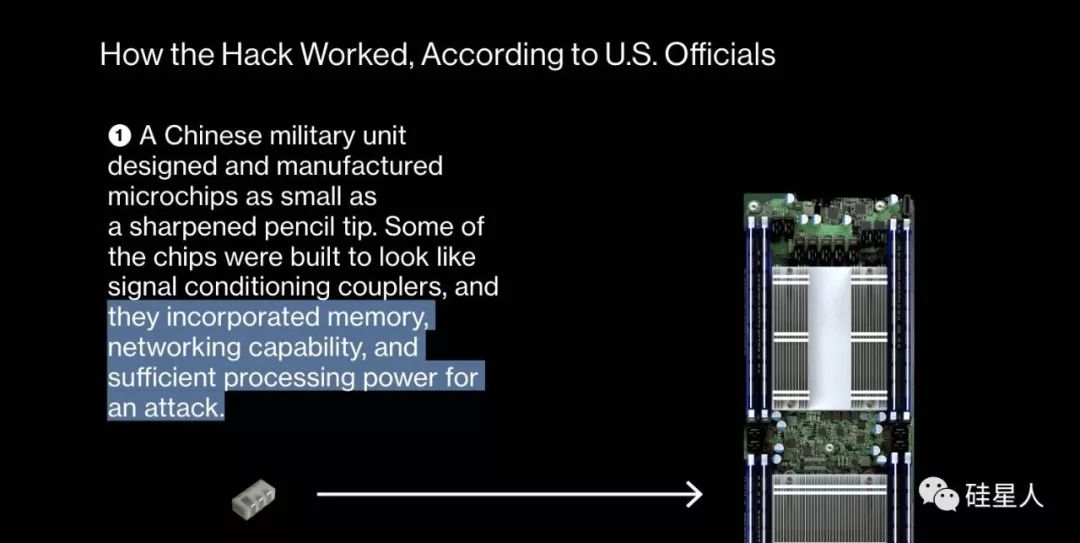 How the Hack Worked, According to U.S. Officials
1 A Chinese military unit
designed and manufactured
microchips as small as
a sharpened pencil tip. Some of
the chips were built to look like
signal conditioning couplers, and
they incorporated memory,
networking capability, and
sufficient processing power for
an attack.
硅星人